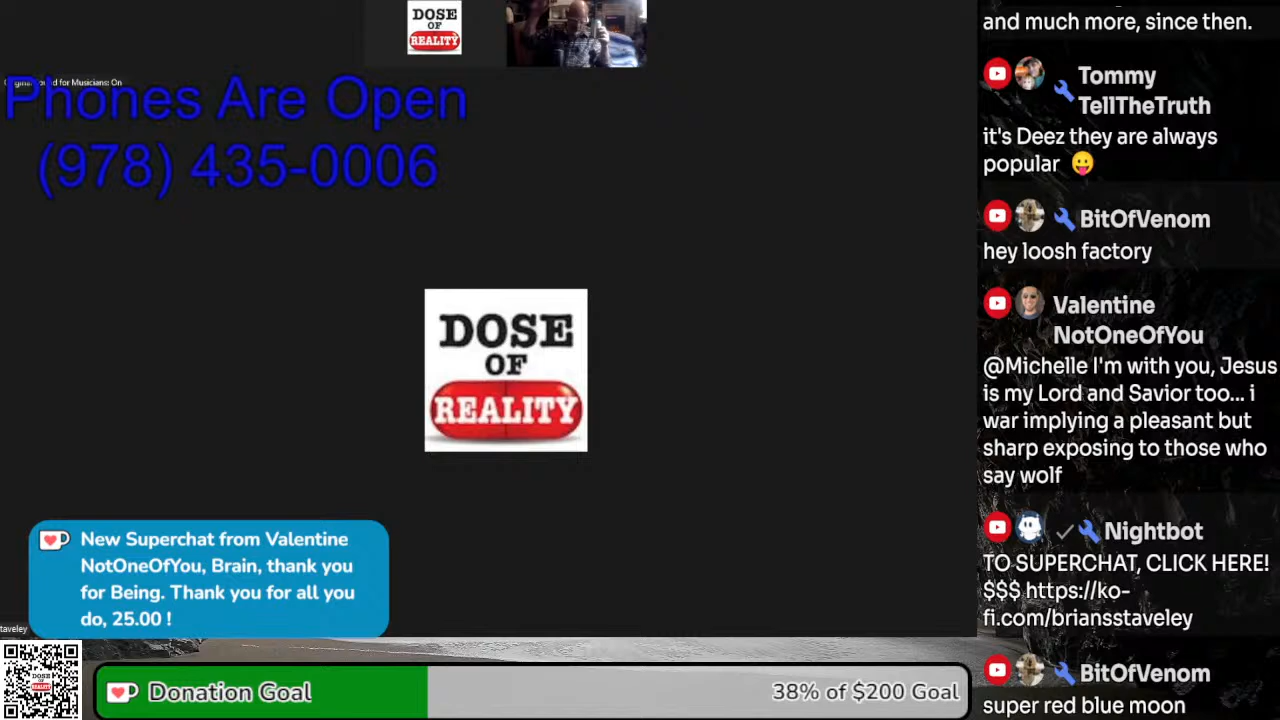 DOSE
OF
REALITY
Phones Are Open
(978) 435-0006
DOSE
OF
REALITY
New Superchat from Valentine
NotOneOfYou, Brain, thank you
for Being. Thank you for all you
do, 25.00 !
taveley
Donation Goal
38% of $200 Goal
and much more, since then.
Tommy
TellTheTruth
it's Deez they are always
popular 😛
BitOfVenom
hey loosh factory
Valentine
NotOneOfYou
@Michelle I'm with you, Jesus
is my Lord and Savior too... i
war implying a pleasant but
sharp exposing to those who
say wolf
Nightbot
TO SUPERCHAT, CLICK HERE!
$$$ https://ko-
fi.com/briansstaveley
BitOfVenom
super red blue moon